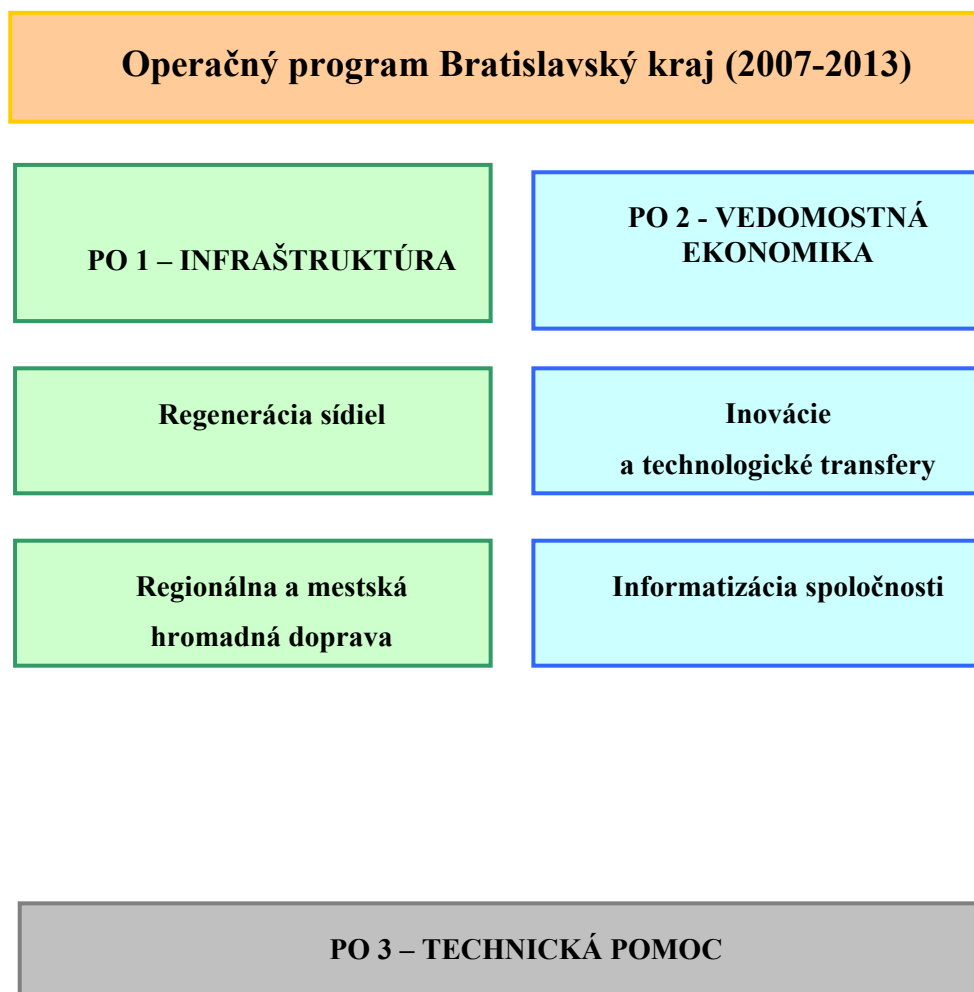 Operačný program Bratislavský kraj (2007-2013)
PO 1 – INFRAŠTRUKTÚRA
PO 2 - VEDOMOSTNÁ
EKONOMIKA
Regenerácia sídiel
Inovácie
a technologické transfery
Regionálna a mestská
hromadná doprava
Informatizácia spoločnosti
PO 3 – TECHNICKÁ POMOC